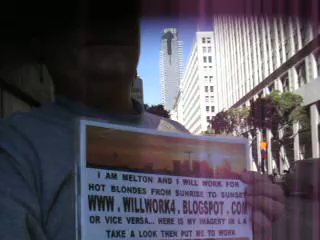 I AM MELTON AND I WILL WORK FOR
HOT BLONDES FROM SUNRISE TO SUNSET
WWW.WILLWORK4.BLOGSPOT.COM
OR VICE VERSA... HERE IS MY IMAGERY IN L.A
TAKE A LOOK THEN PUT ME TO WORK